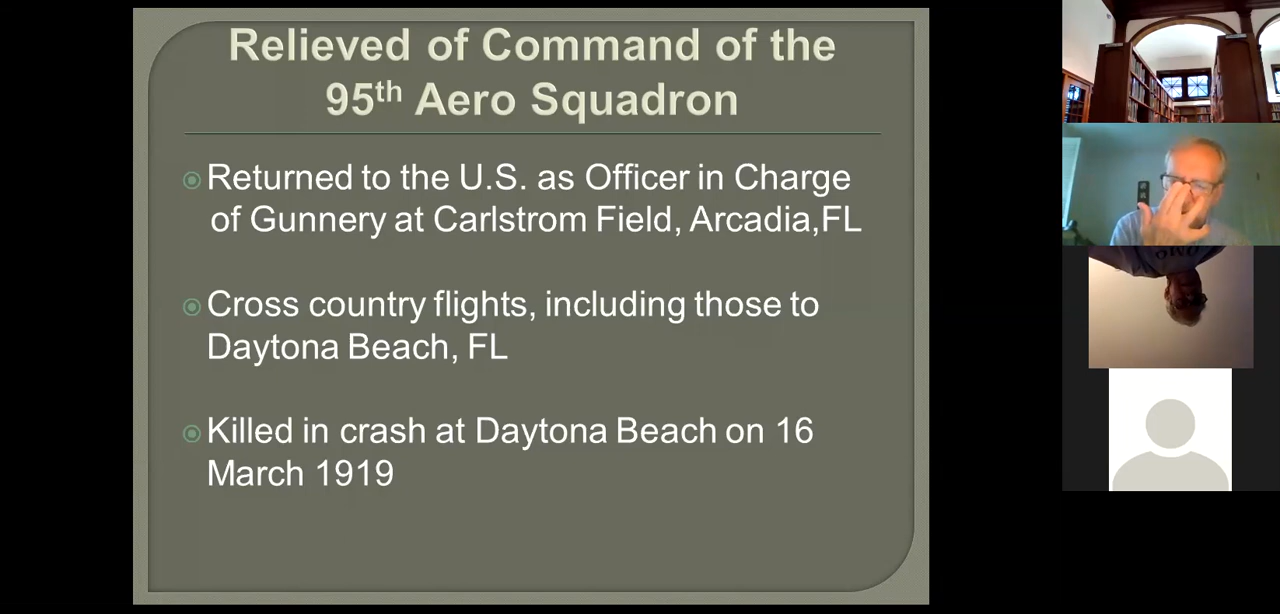 Relieved of Command of the
95th Aero Squadron
Returned to the U.S. as Officer in Charge
of Gunnery at Carlstrom Field, Arcadia,FL
Cross country flights, including those to
Daytona Beach, FL
Killed in crash at Daytona Beach on 16
March 1919